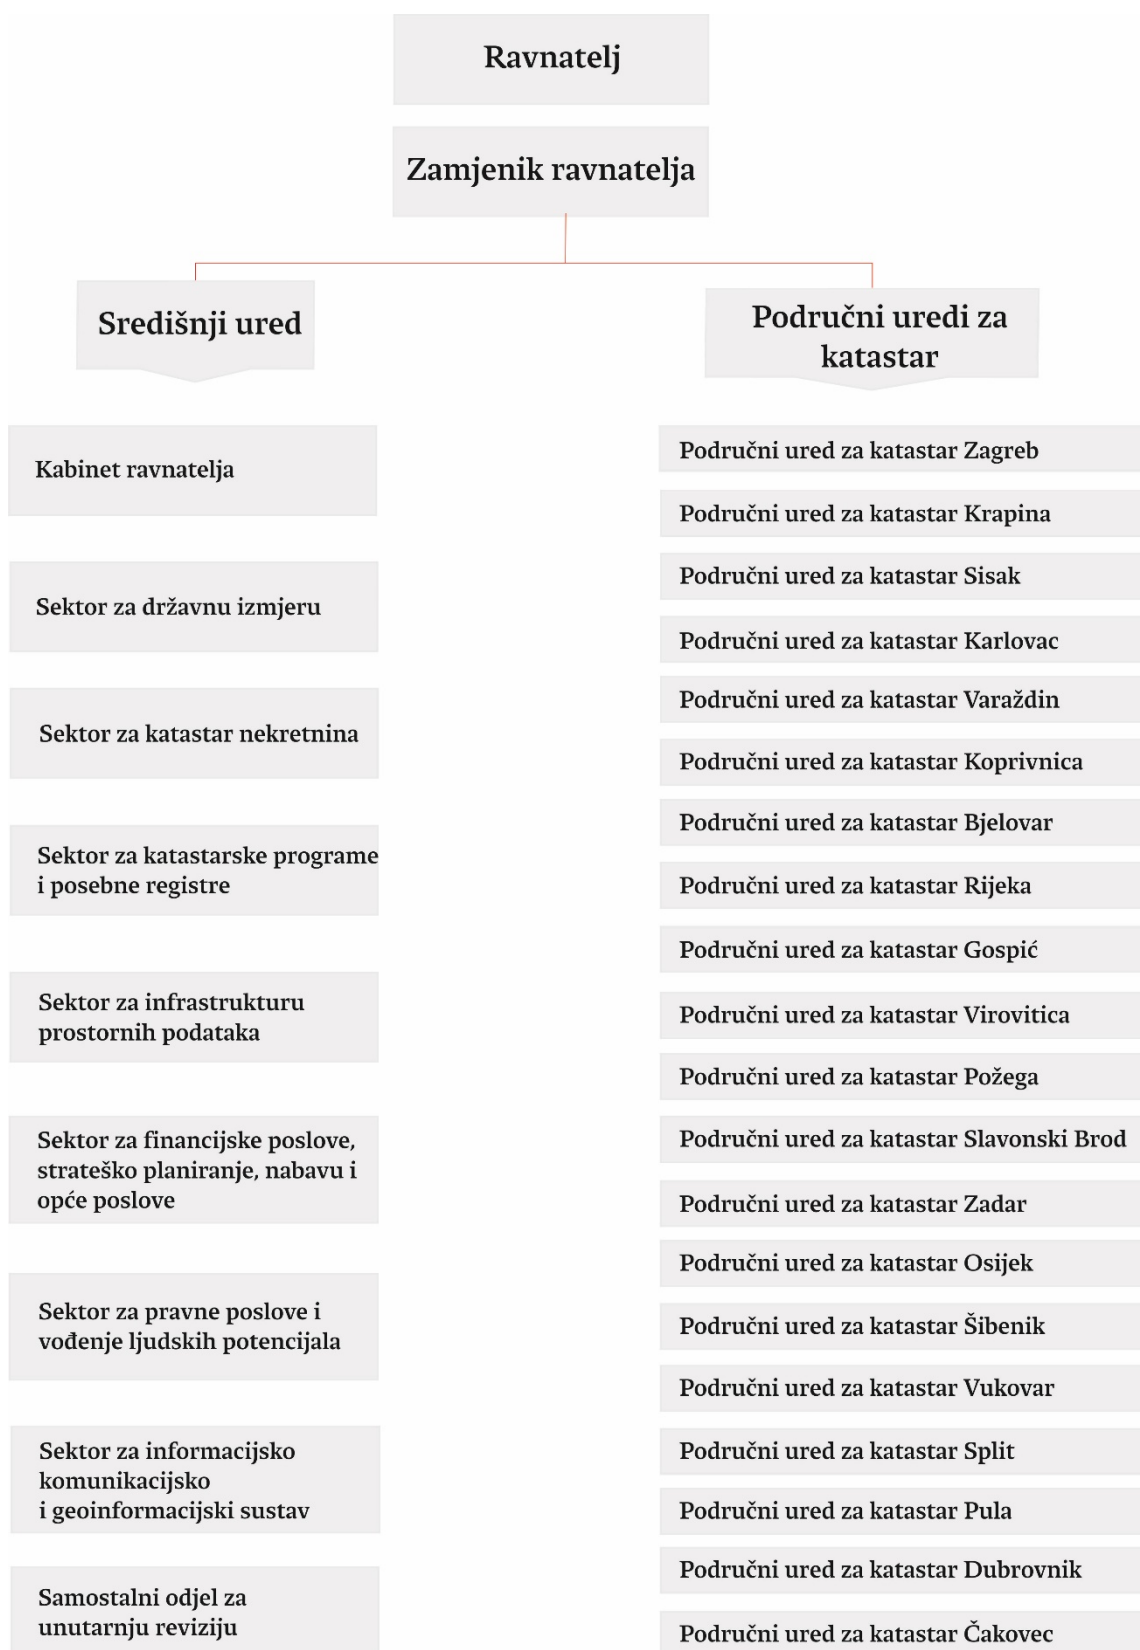 Ravnatelj
Zamjenik ravnatelja
Središnji ured
Kabinet ravnatelja
Sektor za državnu izmjeru
Sektor za katastar nekretnina
Sektor za katastarske programe
i posebne registre
Sektor za infrastrukturu
prostornih podataka
Sektor za financijske poslove,
strateško planiranje, nabavu i
opće poslove
Sektor za pravne poslove i
vođenje ljudskih potencijala
Sektor za informacijsko
komunikacijsko
i geoinformacijski sustav
Samostalni odjel za
unutarnju reviziju
Područni uredi za
katastar
Područni ured za katastar Zagreb
Područni ured za katastar Krapina
Područni ured za katastar Sisak
Područni ured za katastar Karlovac
Područni ured za katastar Varaždin
Područni ured za katastar Koprivnica
Područni ured za katastar Bjelovar
Područni ured za katastar Rijeka
Područni ured za katastar Gospić
Područni ured za katastar Virovitica
Područni ured za katastar Požega
Područni ured za katastar Slavonski Brod
Područni ured za katastar Zadar
Područni ured za katastar Osijek
Područni ured za katastar Šibenik
Područni ured za katastar Vukovar
Područni ured za katastar Split
Područni ured za katastar Pula
Područni ured za katastar Dubrovnik
Područni ured za katastar Čakovec